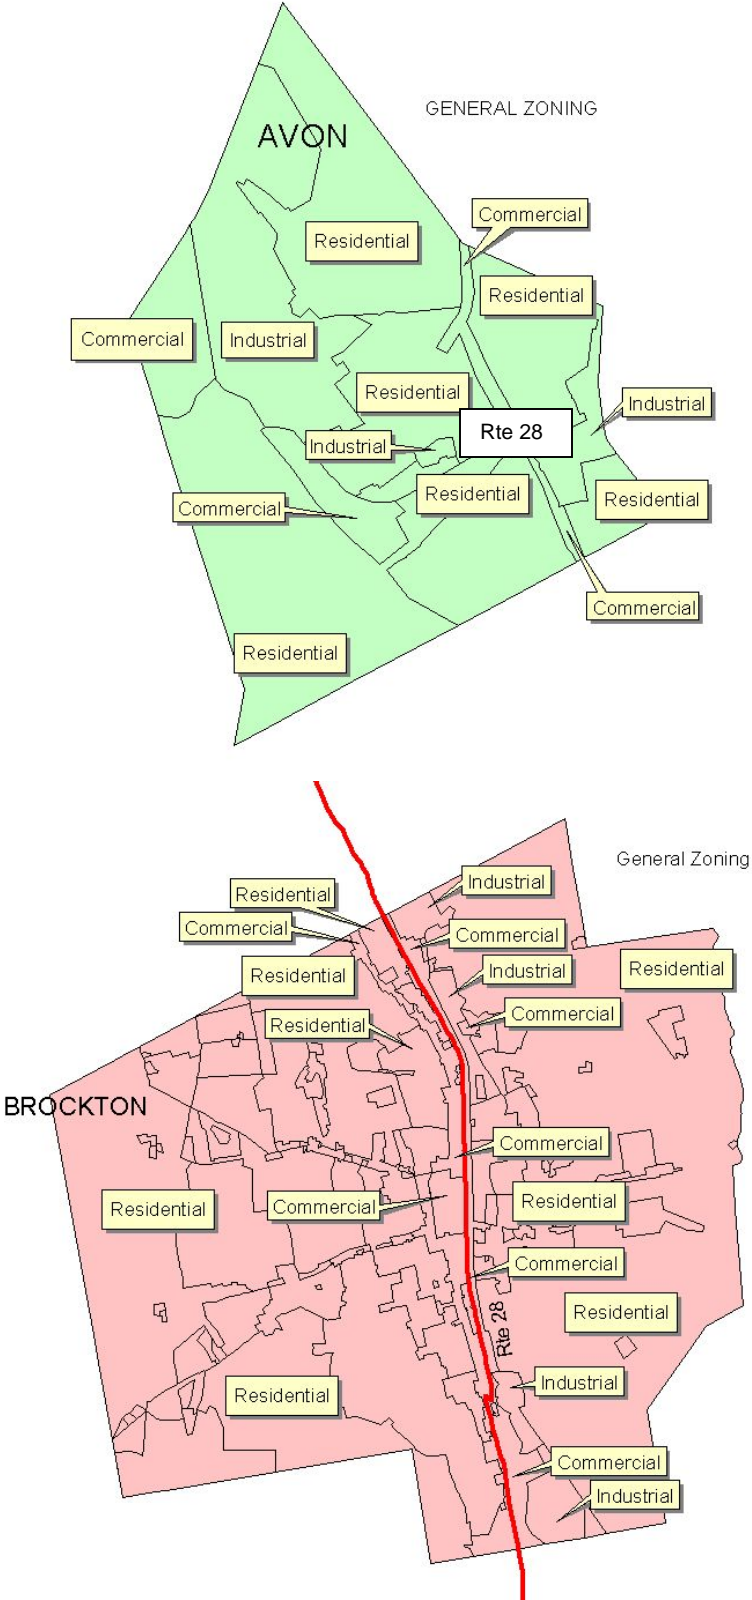 GENERAL ZONING
AVON
Commercial
Residential
Residential
Commercial
Industrial
Residential
Industrial
Rte 28
Industrial
Residential
Residential
Commercial
Commercial
Residential
General Zoning
Industrial
Residential
Commercial
Commercial
Residential
Industrial
Residential
Commercial
Residential
BROCKTON
Commercial
Residential
Commercial
Residential
Commercial
Residential
Rte 28
Industrial
Residential
Commercial
Industrial